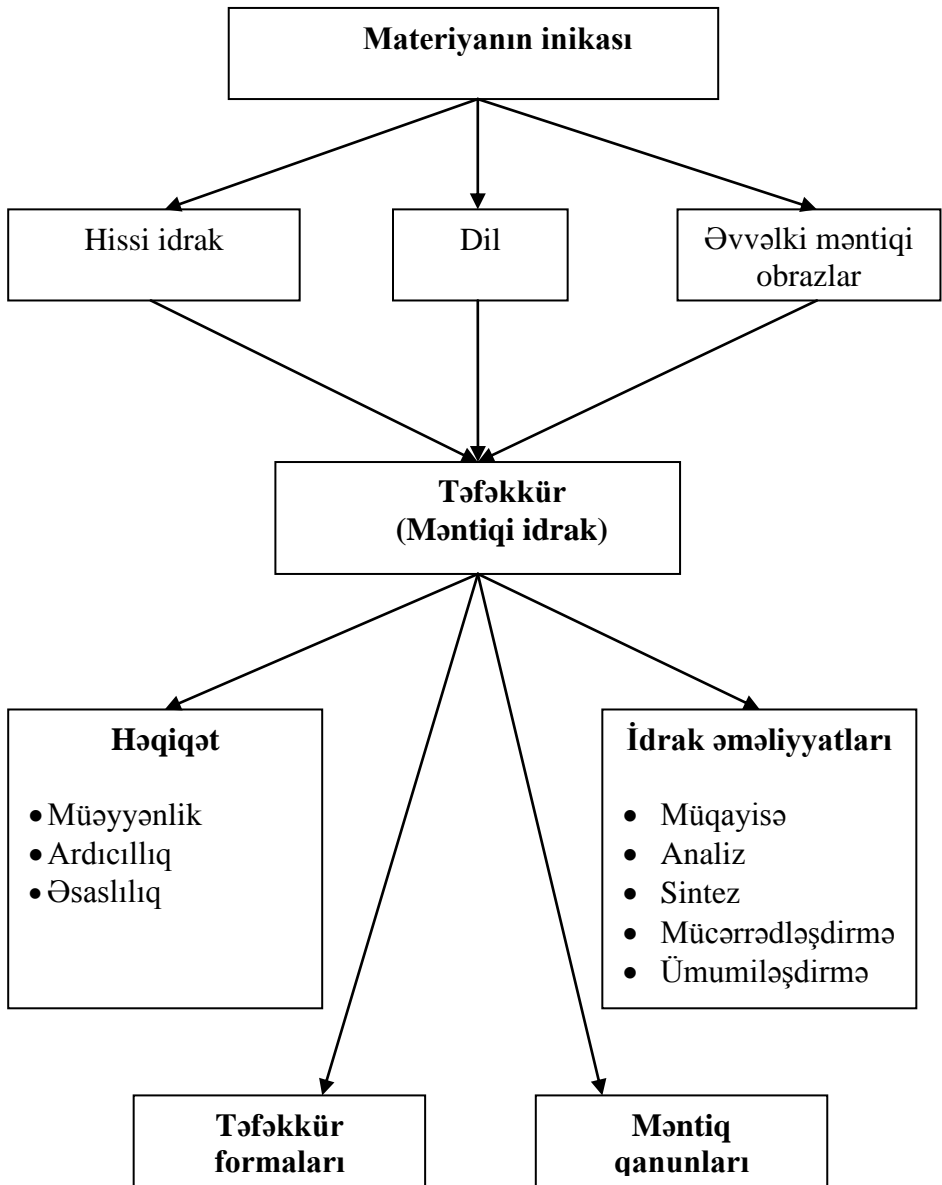 Materiyanın inikası
Hissi idrak
Dil
Əvvəlki məntiqi
obrazlar
Təfəkkür
(Məntiqi idrak)
Həqiqət
• Müəyyənlik
• Ardıcıllıq
• Əsaslılıq
İdrak əməliyyatları
• Müqayisə
• Analiz
• Sintez
• Mücərrədləşdirmə
• Ümumiləşdirmə
Təfəkkür
formaları
Məntiq
qanunları